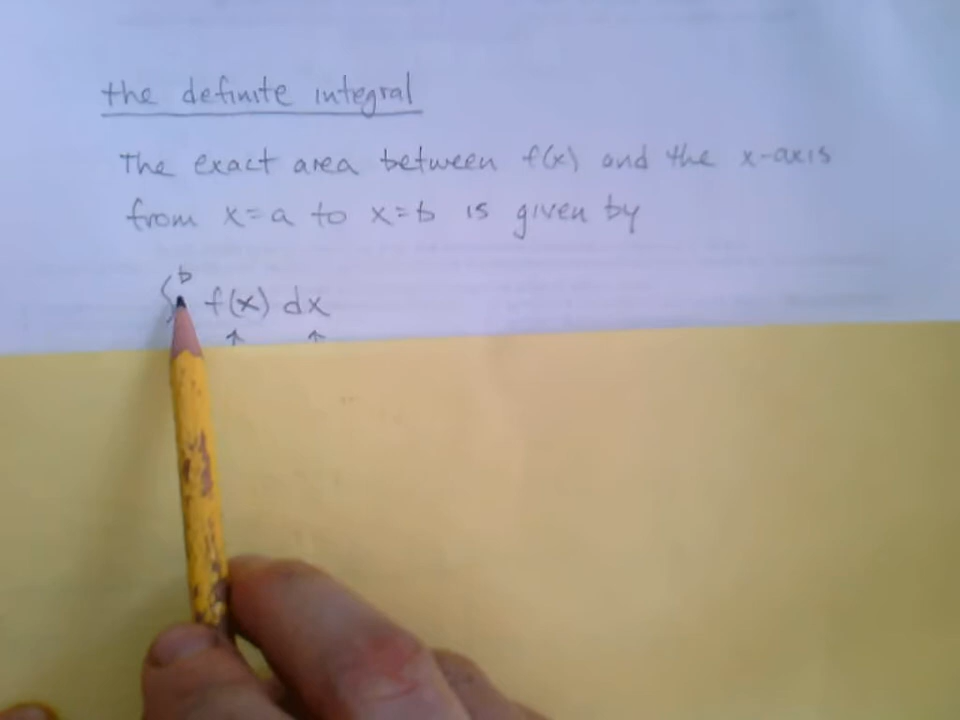 the definite integral
The exact area between f(x) and the x-axis
from x=a to x=b is given by
∫ᵇ f(x) dx
↑ ↑